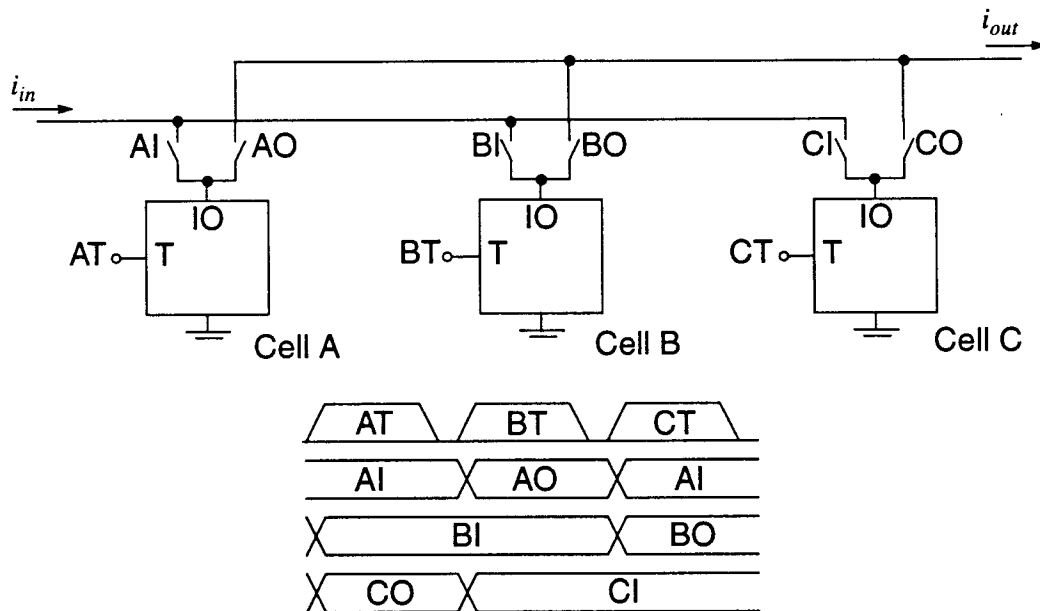 i_out
i_in
AI AO BI BO CI CO
IO IO IO
AT T BT T CT T
Cell A Cell B Cell C
AT BT CT
AI AO AI
BI BO
CO CI